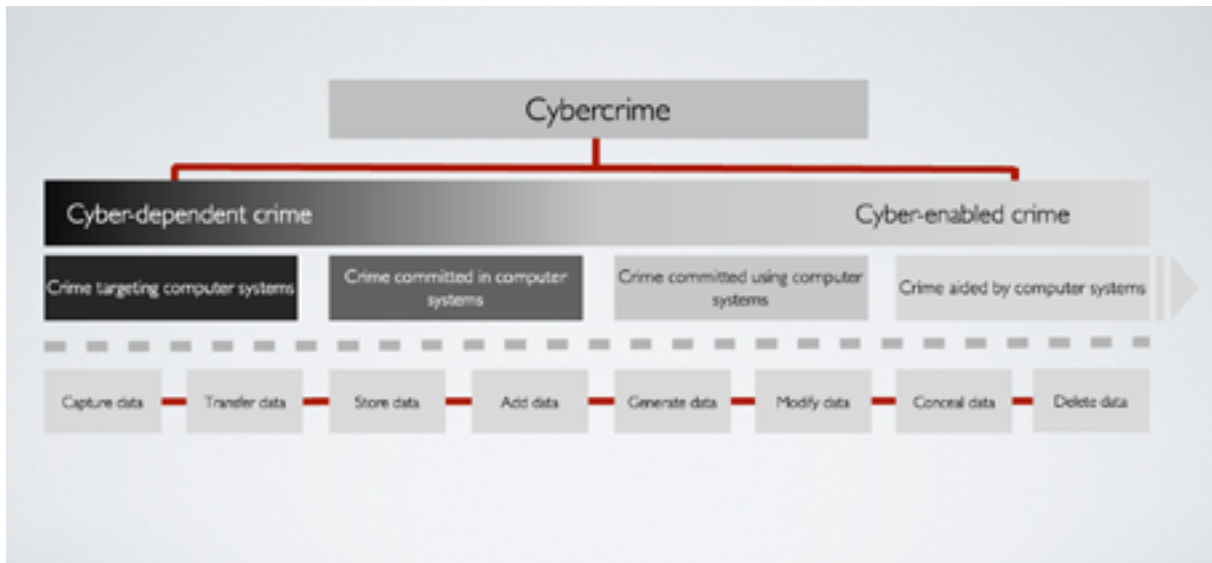 Cybercrime
Cyber-dependent crime
Cyber-enabled crime
Crime targeting computer systems
Crime committed in computer
systems
Crime committed using computer
systems
Crime aided by computer systems
Capture data
Transfer data
Store data
Add data
Generate data
Modify data
Conceal data
Delete data